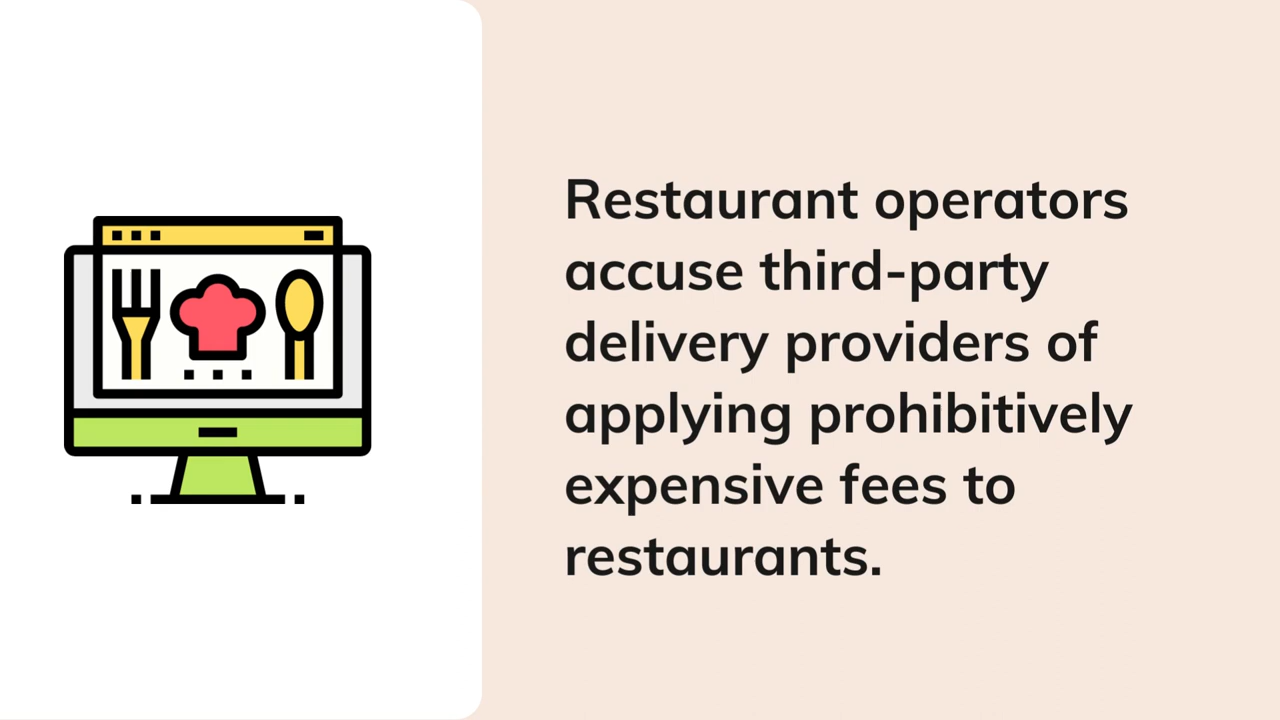 Restaurant operators
accuse third-party
delivery providers of
applying prohibitively
expensive fees to
restaurants.